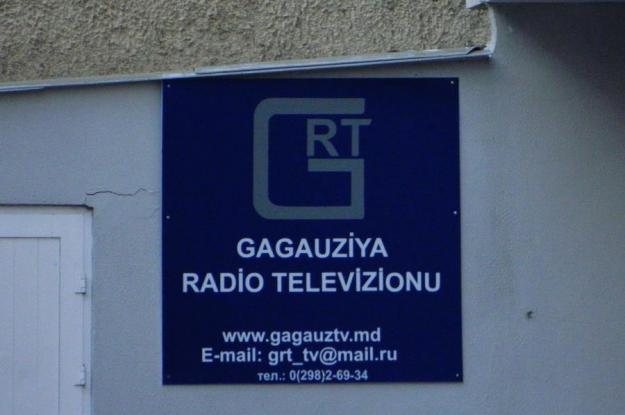 GRT
GAGAUZİYA
RADİO TELEVİZİONU
www.gagauztv.md
E-mail: grt_tv@mail.ru
тел.: 0(298)2-69-34